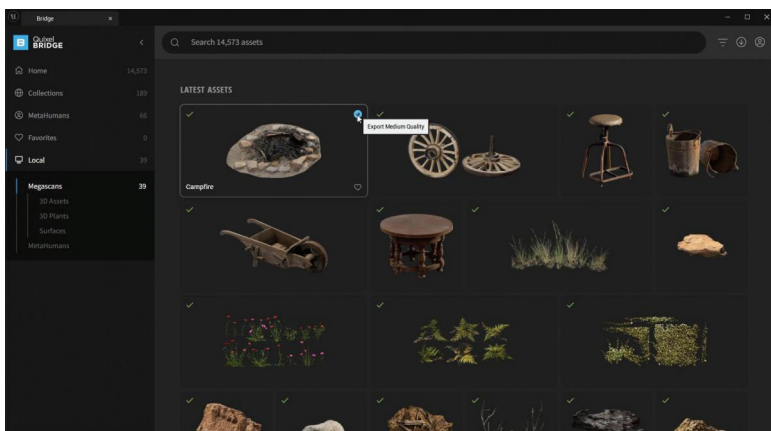 Bridge
Quixel
BRIDGE
Search 14,573 assets
Home 14,573
Collections 189
MetaHumans 66
Favorites 0
Local 39
Megascans 39
3D Assets
3D Plants
Surfaces
MetaHumans
LATEST ASSETS
Export Medium Quality
Campfire